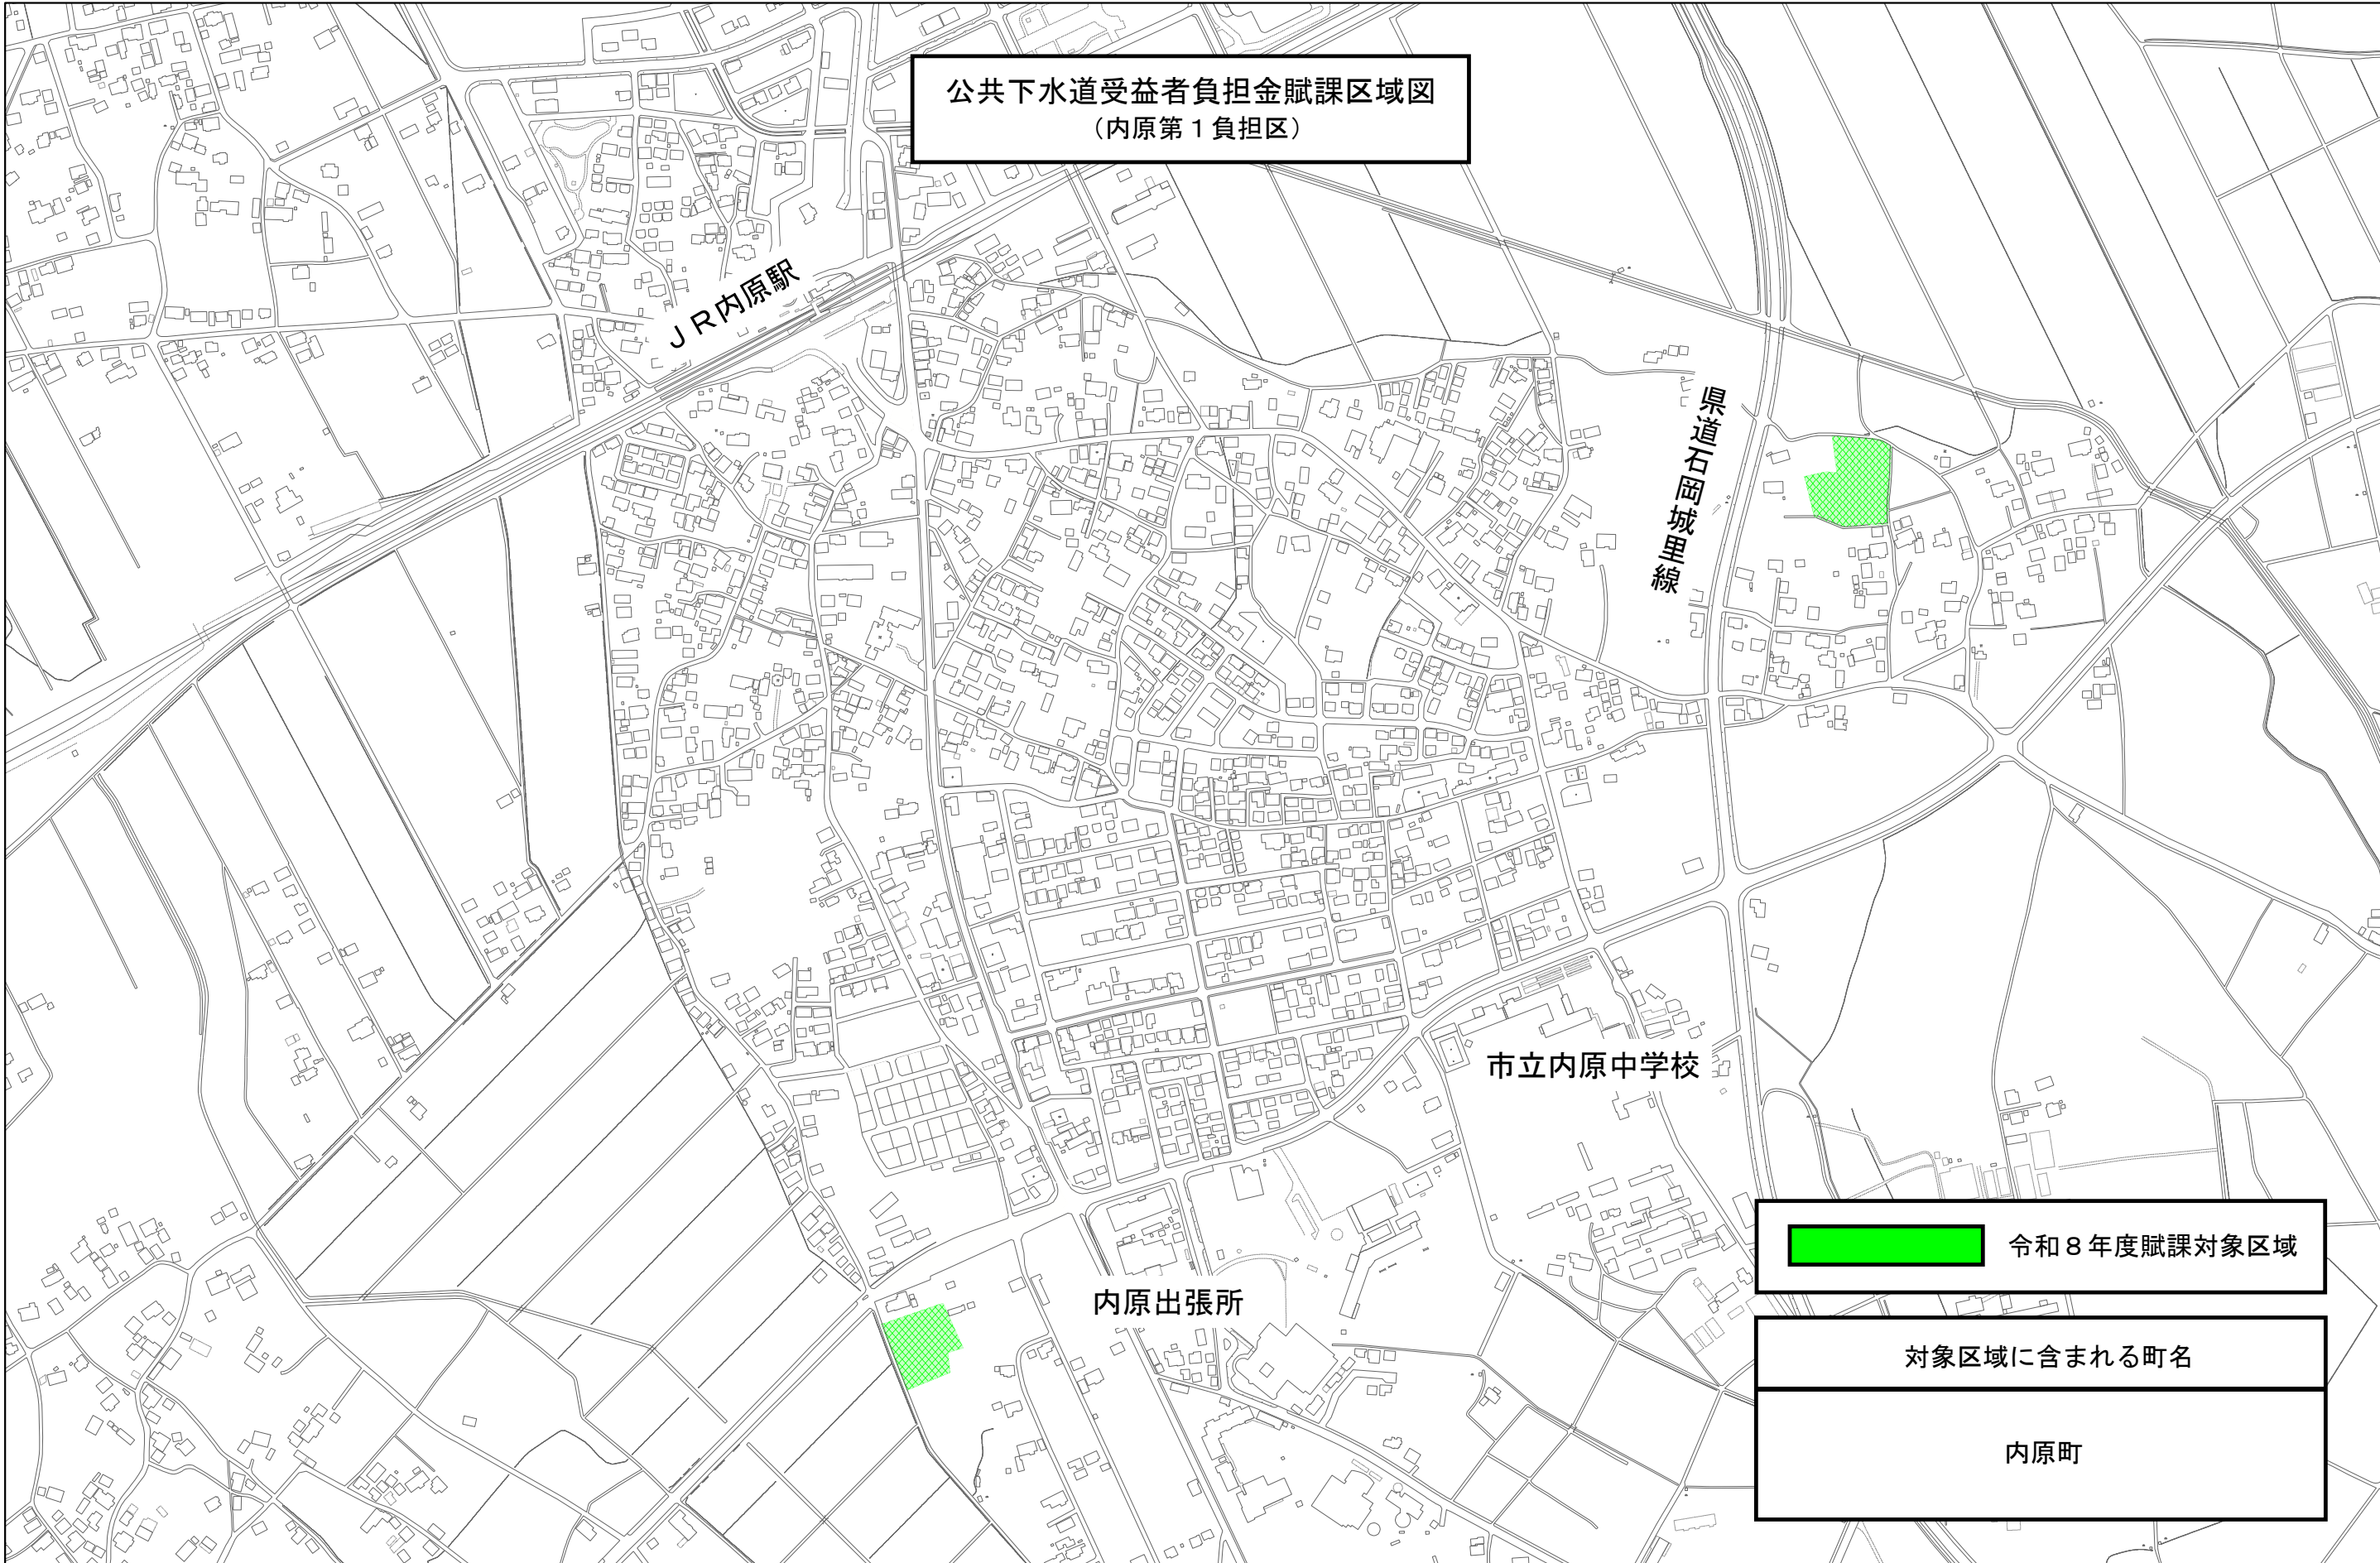 公共下水道受益者負担金賦課区域図
（内原第１負担区）
ＪＲ内原駅
県道石岡城里線
市立内原中学校
内原出張所
令和８年度賦課対象区域
対象区域に含まれる町名
内原町